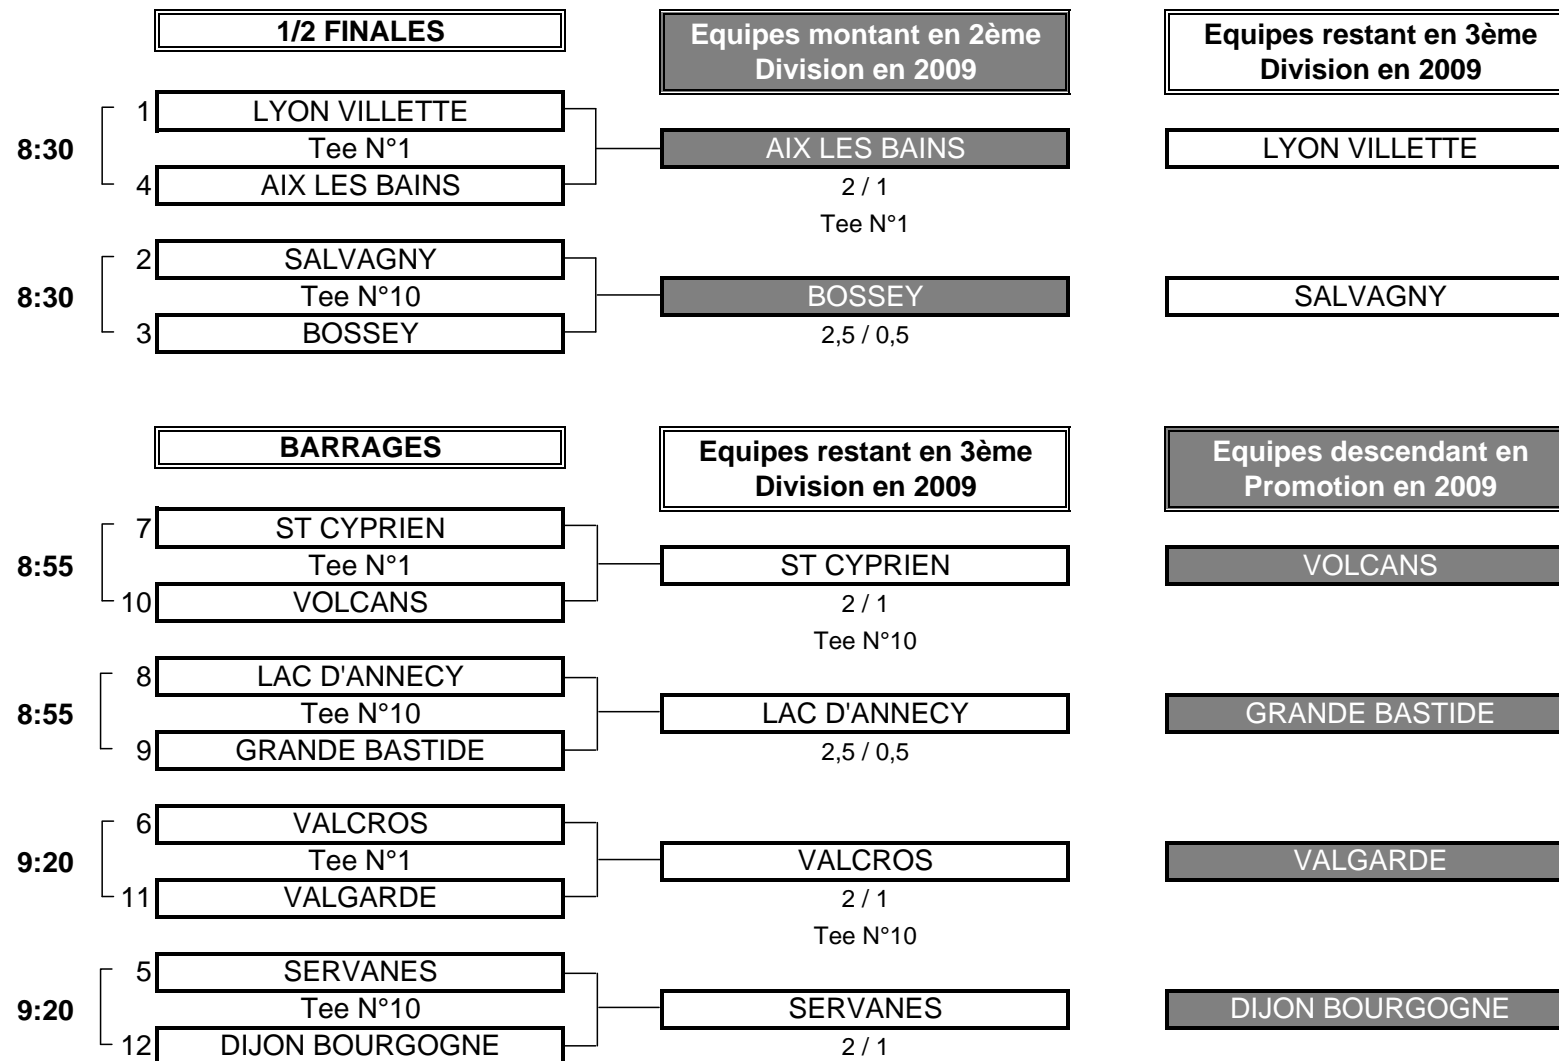 1/2 FINALES
Equipes montant en 2ème
Division en 2009
Equipes restant en 3ème
Division en 2009
1 LYON VILLETTE
8:30 Tee N°1 AIX LES BAINS LYON VILLETTE
4 AIX LES BAINS 2 / 1
Tee N°1
2 SALVAGNY
8:30 Tee N°10 BOSSEY SALVAGNY
3 BOSSEY 2,5 / 0,5
BARRAGES
Equipes restant en 3ème
Division en 2009
Equipes descendant en
Promotion en 2009
7 ST CYPRIEN
8:55 Tee N°1 ST CYPRIEN VOLCANS
10 VOLCANS 2 / 1
Tee N°10
8 LAC D'ANNECY
8:55 Tee N°10 LAC D'ANNECY GRANDE BASTIDE
9 GRANDE BASTIDE 2,5 / 0,5
6 VALCROS
9:20 Tee N°1 VALCROS VALGARDE
11 VALGARDE 2 / 1
Tee N°10
5 SERVANES
9:20 Tee N°10 SERVANES DIJON BOURGOGNE
12 DIJON BOURGOGNE 2 / 1